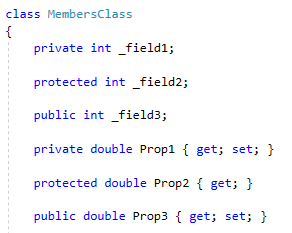 class MembersClass
{
private int _field1;
protected int _field2;
public int _field3;
private double Prop1 { get; set; }
protected double Prop2 { get; }
public double Prop3 { get; set; }